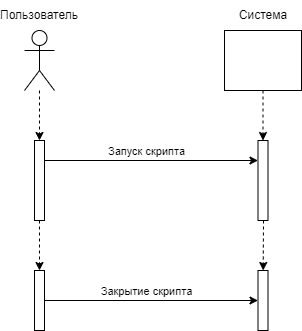 Пользователь
Система
Запуск скрипта
Закрытие скрипта